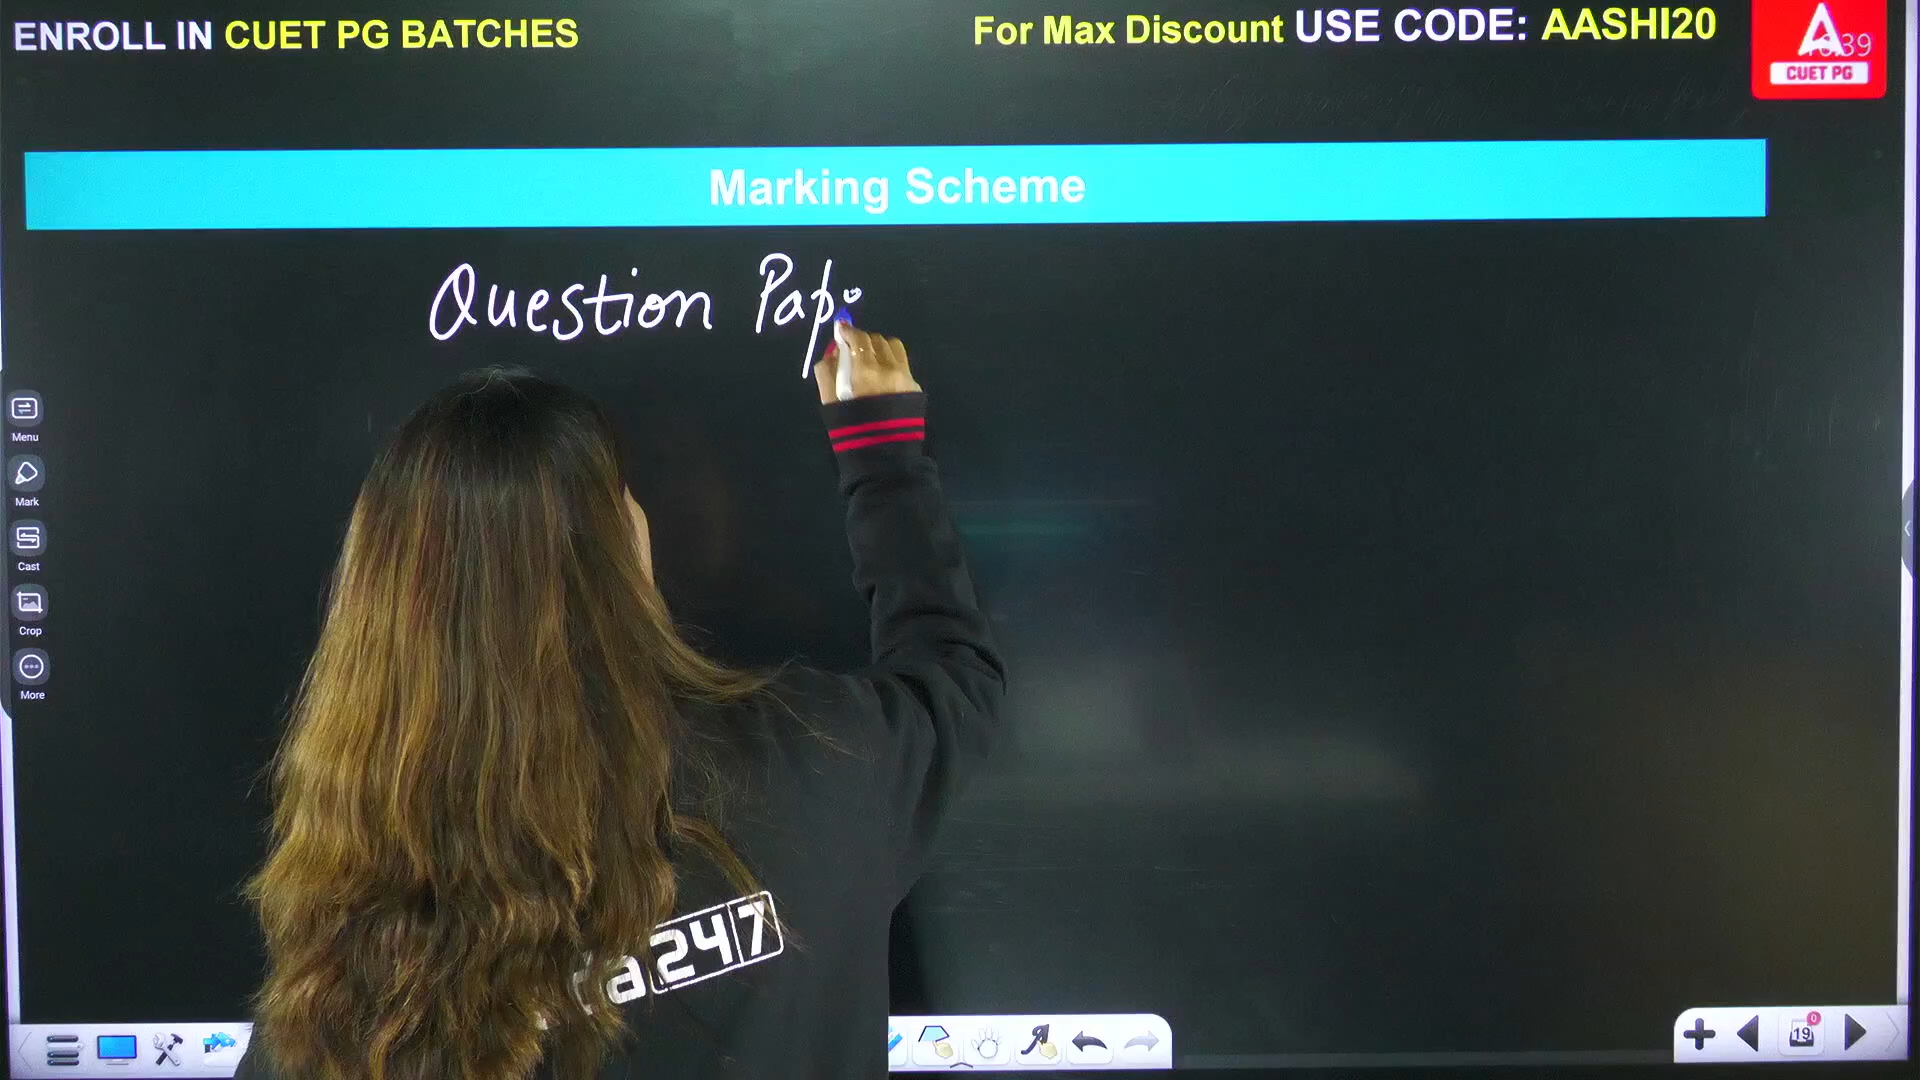 ENROLL IN CUET PG BATCHES
For Max Discount USE CODE: AASHI20
CUET PG
Marking Scheme
Question Pap
Menu
Mark
Cast
Crop
More
a247
0
19